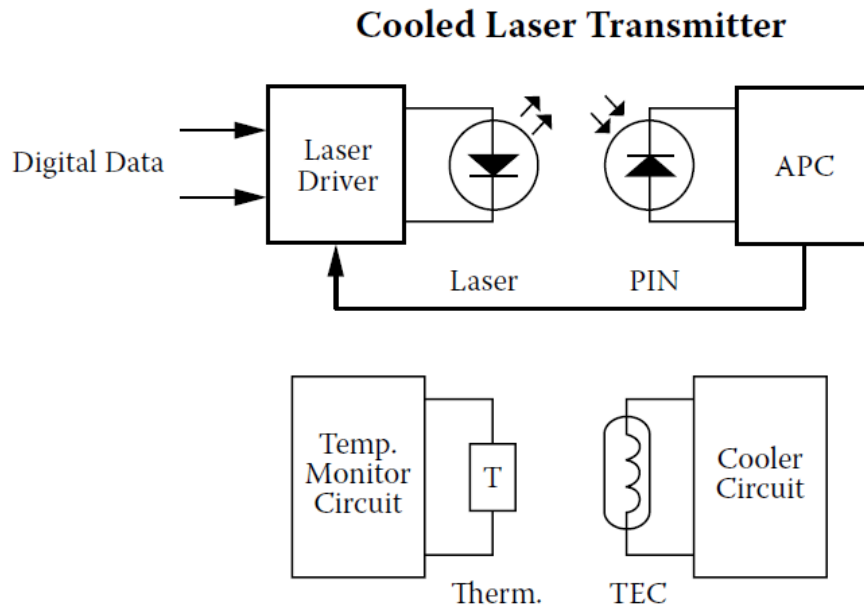 Cooled Laser Transmitter
Digital Data
Laser
Driver
APC
Laser
PIN
Temp.
Monitor
Circuit
T
Cooler
Circuit
Therm.
TEC